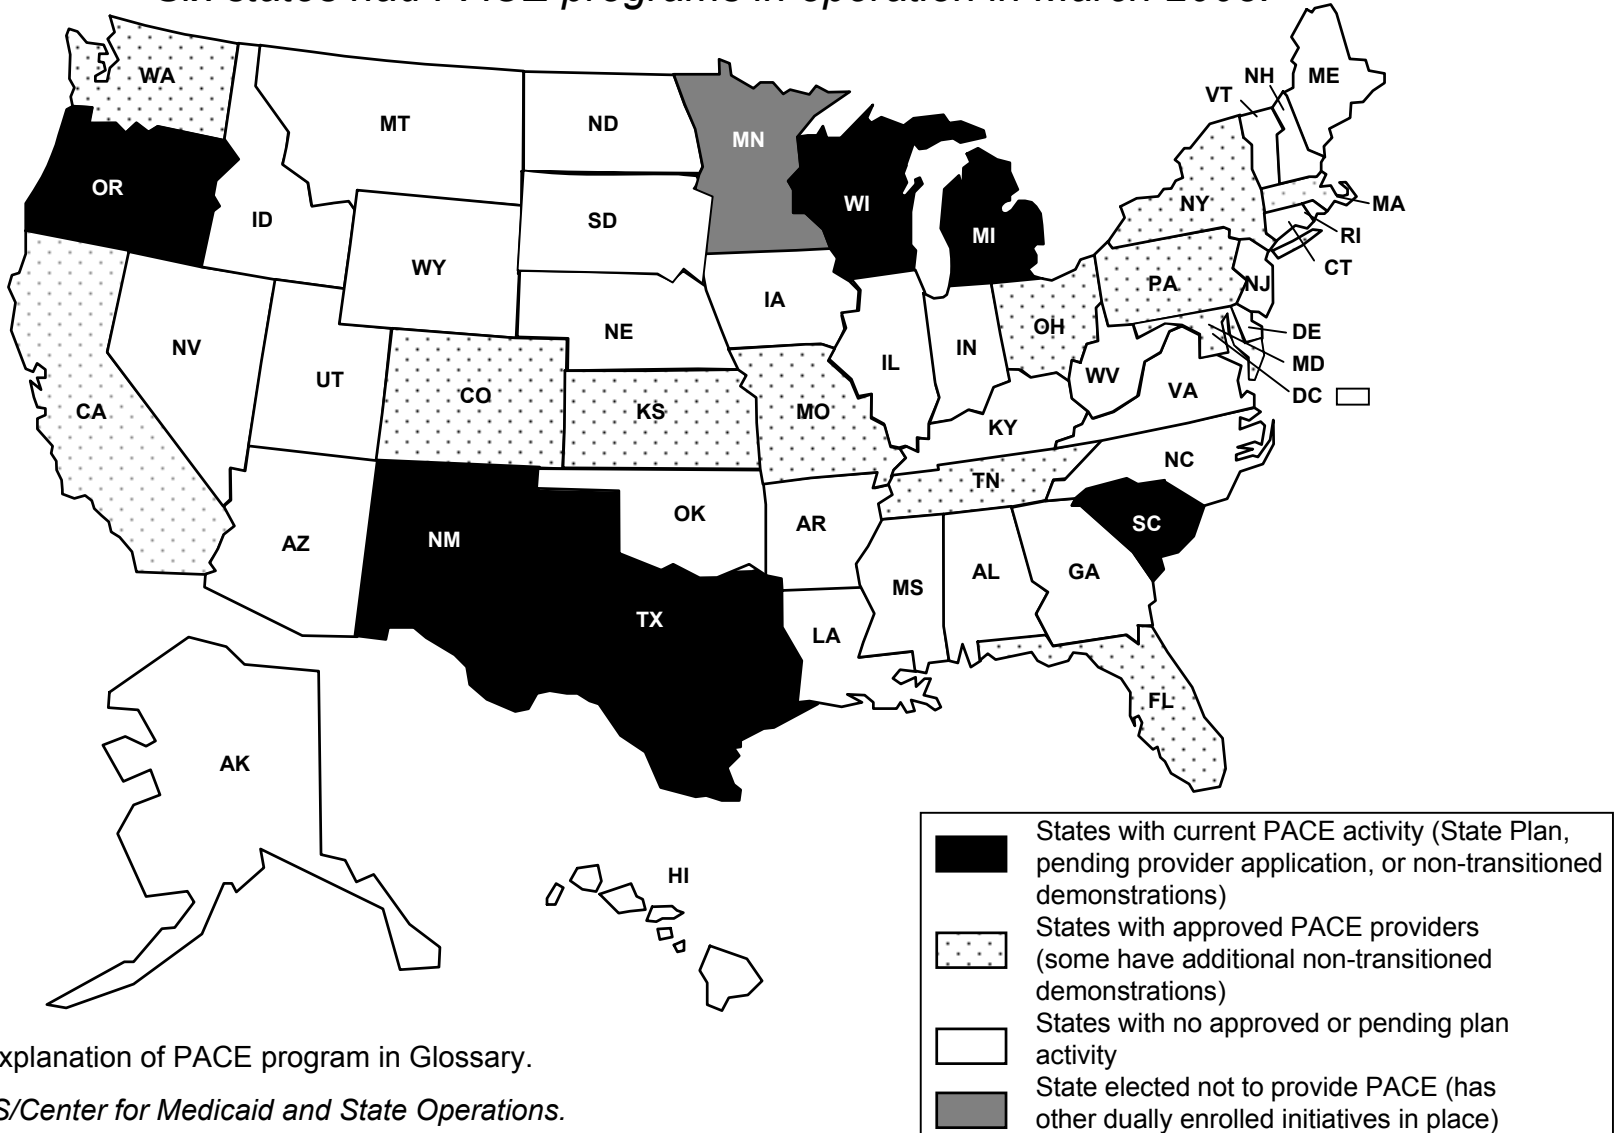 PACE programs in operation in March
WA
MT
ND
MN
VT
NH
ME
OR
ID
SD
WI
MI
NY
MA
RI
CT
WY
IA
PA
NJ
NV
NE
OH
DE
MD
DC
UT
CO
KS
MO
IL
IN
WV
VA
CA
KY
NC
TN
AZ
NM
OK
AR
SC
TX
MS
AL
GA
LA
FL
AK
HI
States with current PACE activity (State Plan,
pending provider application, or non-transitioned
demonstrations)
States with approved PACE providers
(some have additional non-transitioned
demonstrations)
States with no approved or pending plan
activity
State elected not to provide PACE (has
other dually enrolled initiatives in place)
xplanation of PACE program in Glossary.
S/Center for Medicaid and State Operations.